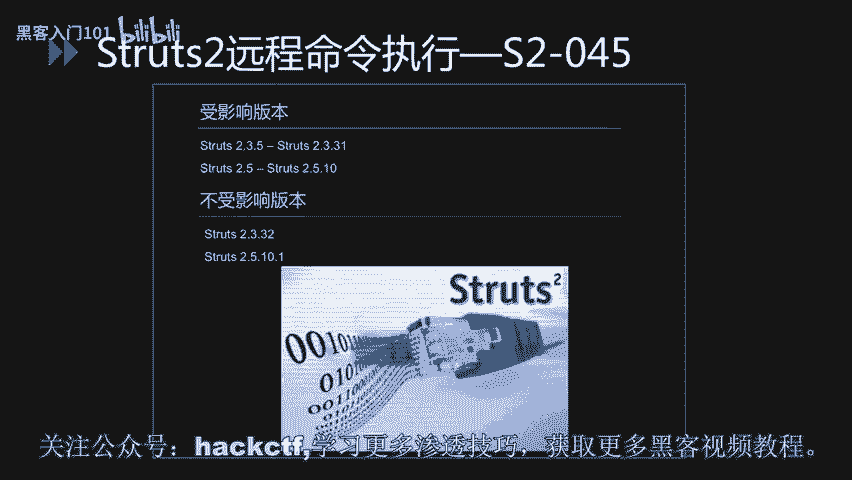 黑客入门101 bilibili
Struts2远程命令执行—S2-045
受影响版本
Struts 2.3.5 – Struts 2.3.31
Struts 2.5 – Struts 2.5.10
不受影响版本
Struts 2.3.32
Struts 2.5.10.1
Struts2
0010
010
00110
关注公众号：hackctf,学习更多渗透技巧，获取更多黑客视频教程。